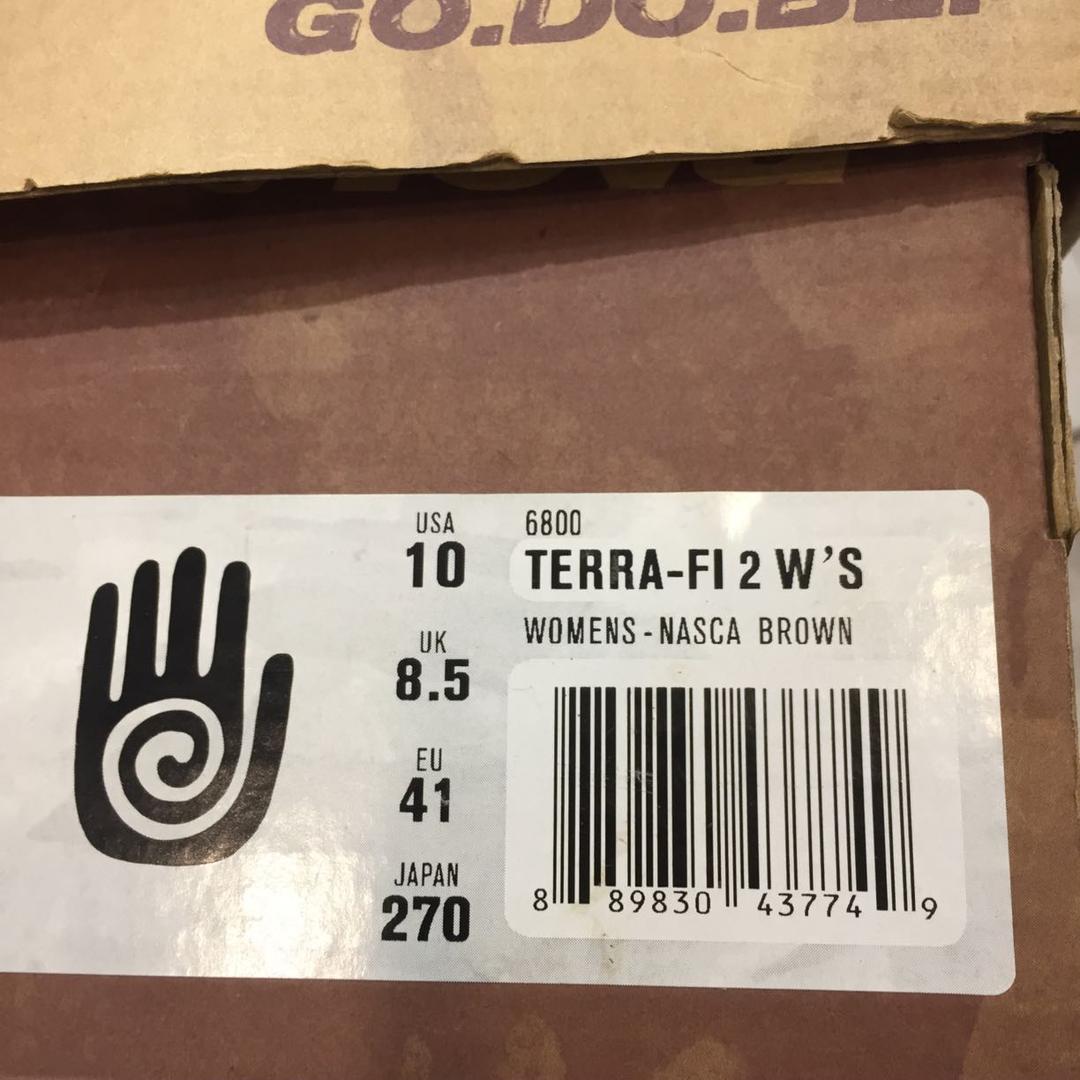 GO.DO.BE.
USA
10
UK
8.5
EU
41
JAPAN
270
6800
TERRA-FI 2 W'S
WOMENS-NASCA BROWN
8 89830 43774 9